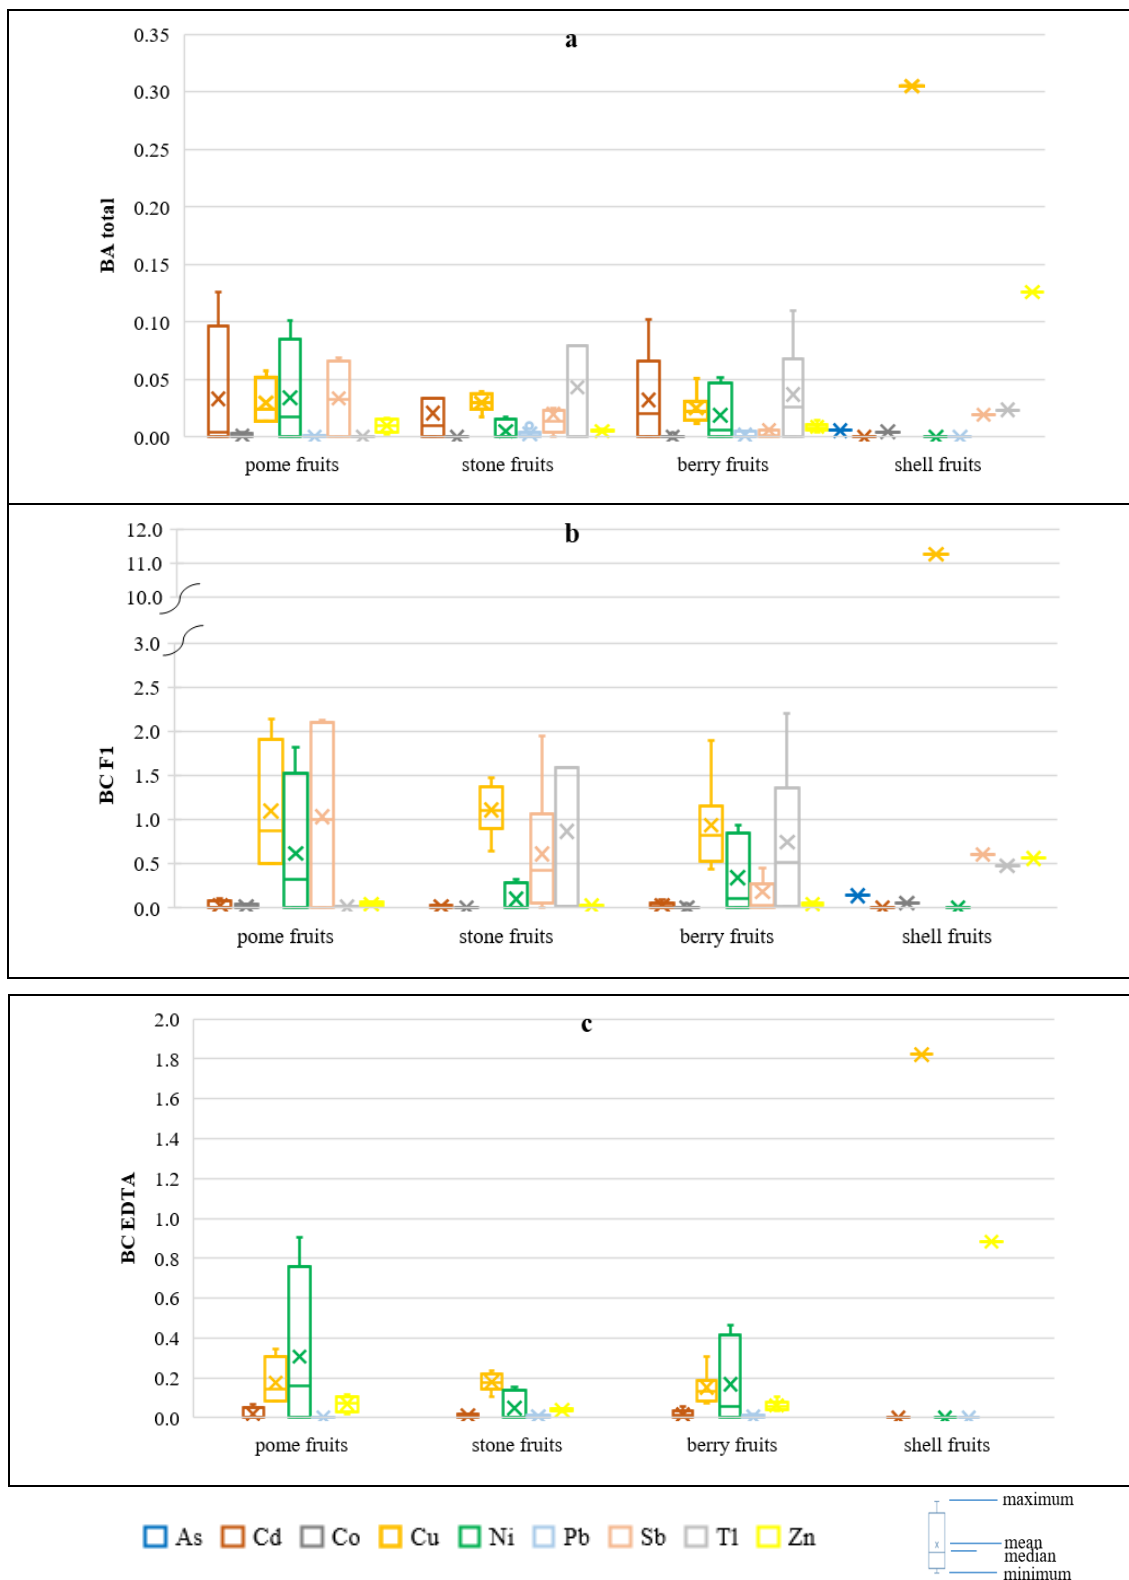 a
0.35
0.30
0.25
0.20
0.15
0.10
0.05
0.00
BA total
pome fruits stone fruits berry fruits shell fruits
b
12.0
11.0
10.0
3.0
2.5
2.0
1.5
1.0
0.5
0.0
BC F1
pome fruits stone fruits berry fruits shell fruits
c
2.0
1.8
1.6
1.4
1.2
1.0
0.8
0.6
0.4
0.2
0.0
BC EDTA
pome fruits stone fruits berry fruits shell fruits
As Cd Co Cu Ni Pb Sb Tl Zn
maximum
mean
median
minimum